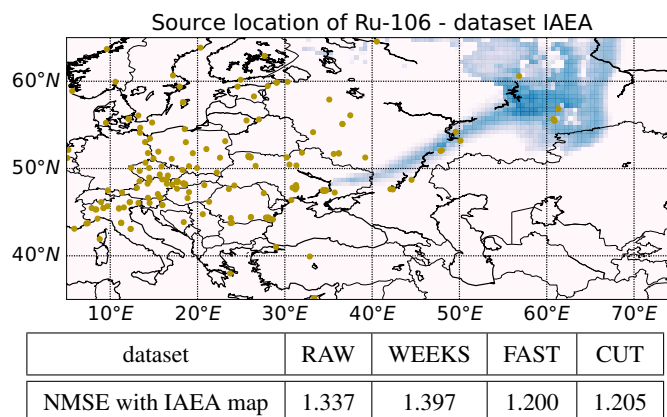 Source location of Ru-106 - dataset IAEA
60°N
50°N
40°N
10°E 20°E 30°E 40°E 50°E 60°E 70°E
dataset RAW WEEKS FAST CUT
NMSE with IAEA map 1.337 1.397 1.200 1.205